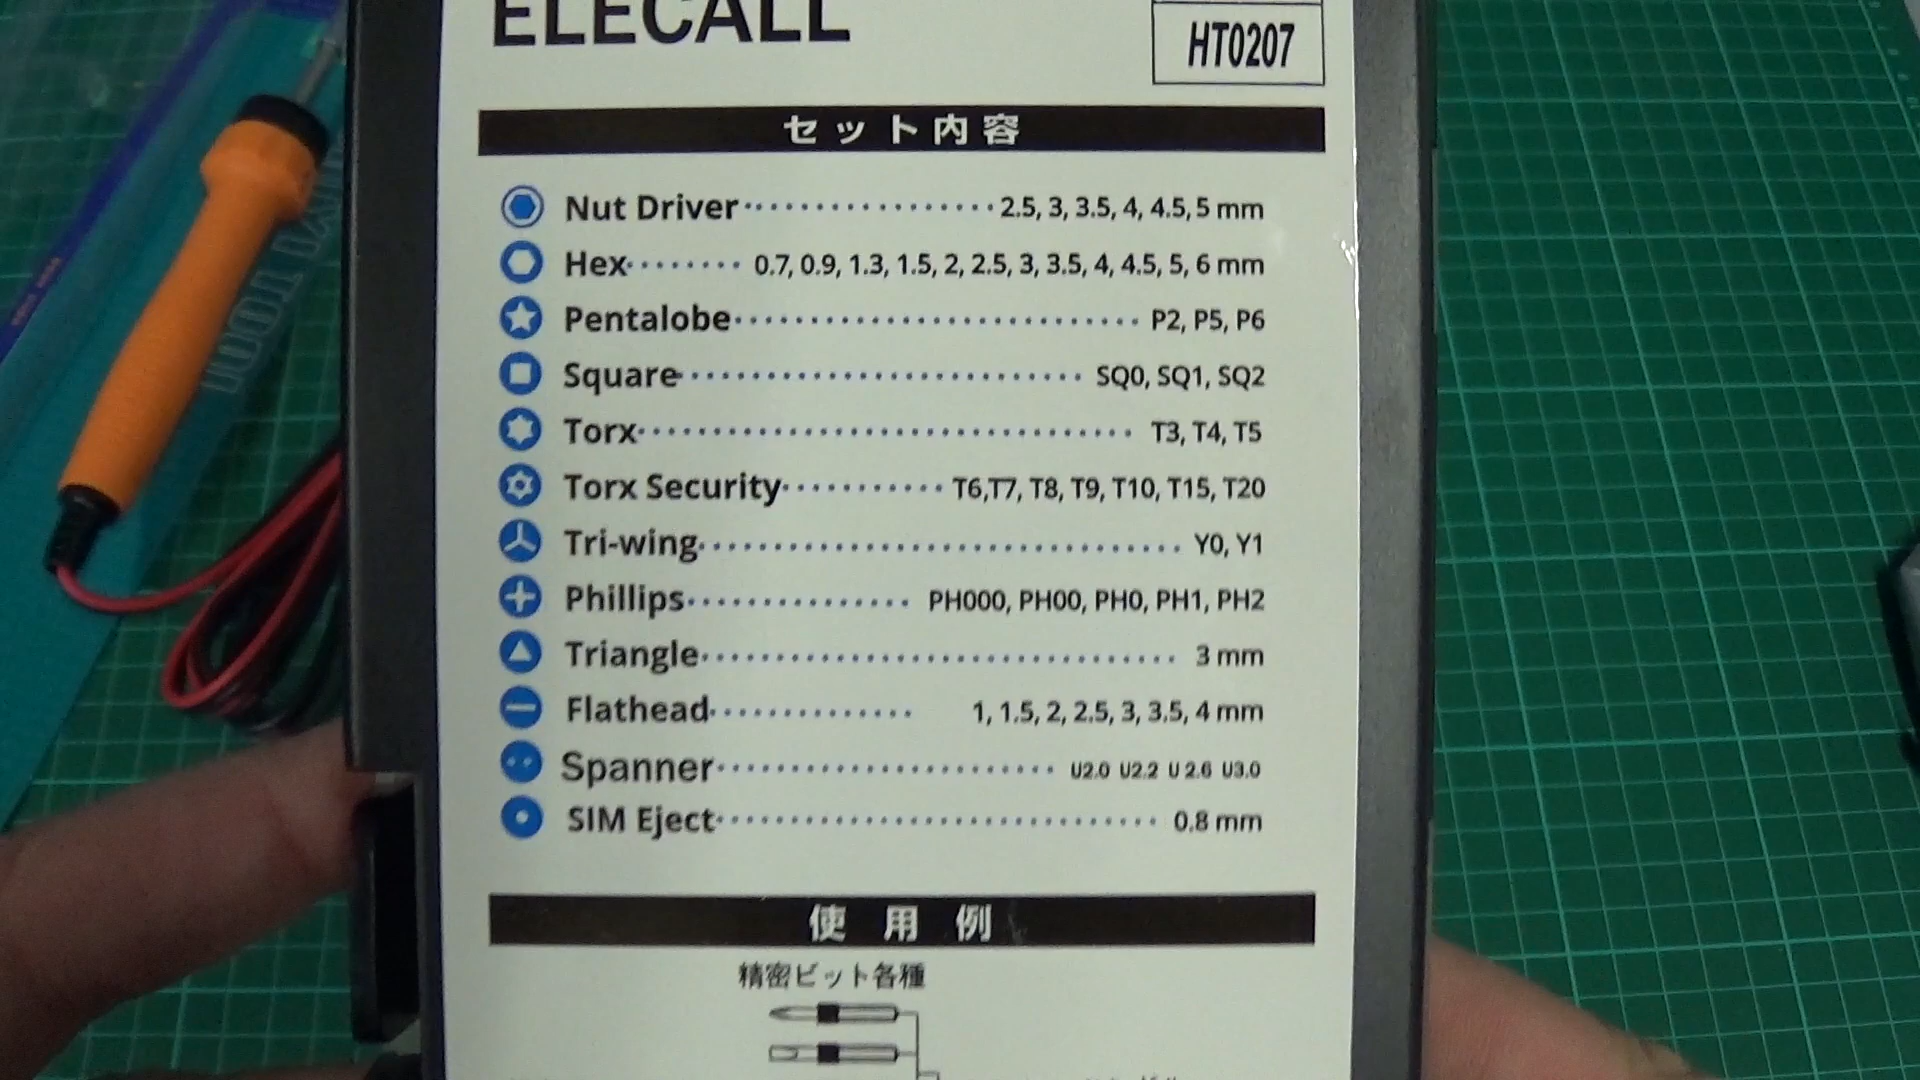 ELECALL
HT0207
セット内容
Nut Driver 2.5, 3, 3.5, 4, 4.5, 5 mm
Hex 0.7, 0.9, 1.3, 1.5, 2, 2.5, 3, 3.5, 4, 4.5, 5, 6 mm
Pentalobe P2, P5, P6
Square SQ0, SQ1, SQ2
Torx T3, T4, T5
Torx Security T6,T7, T8, T9, T10, T15, T20
Tri-wing Y0, Y1
Phillips PH000, PH00, PH0, PH1, PH2
Triangle 3 mm
Flathead 1, 1.5, 2, 2.5, 3, 3.5, 4 mm
Spanner U2.0 U2.2 U 2.6 U3.0
SIM Eject 0.8 mm
使用例
精密ビット各種